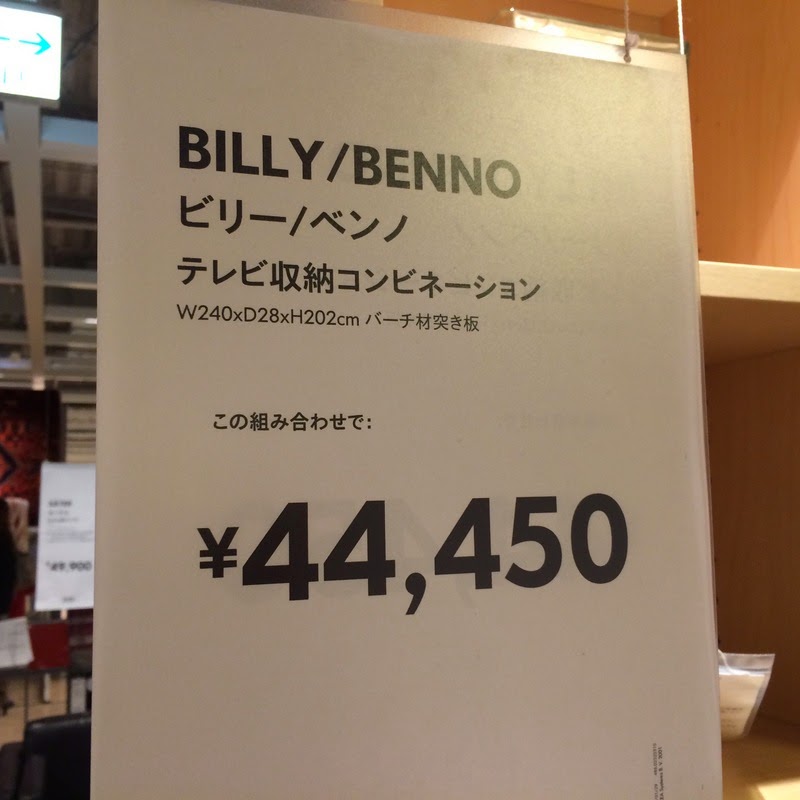 BILLY/BENNO
ビリー/ベンノ
テレビ収納コンビネーション
W240xD28xH202cm バーチ材突き板
この組み合わせで:
¥44,450
49,900